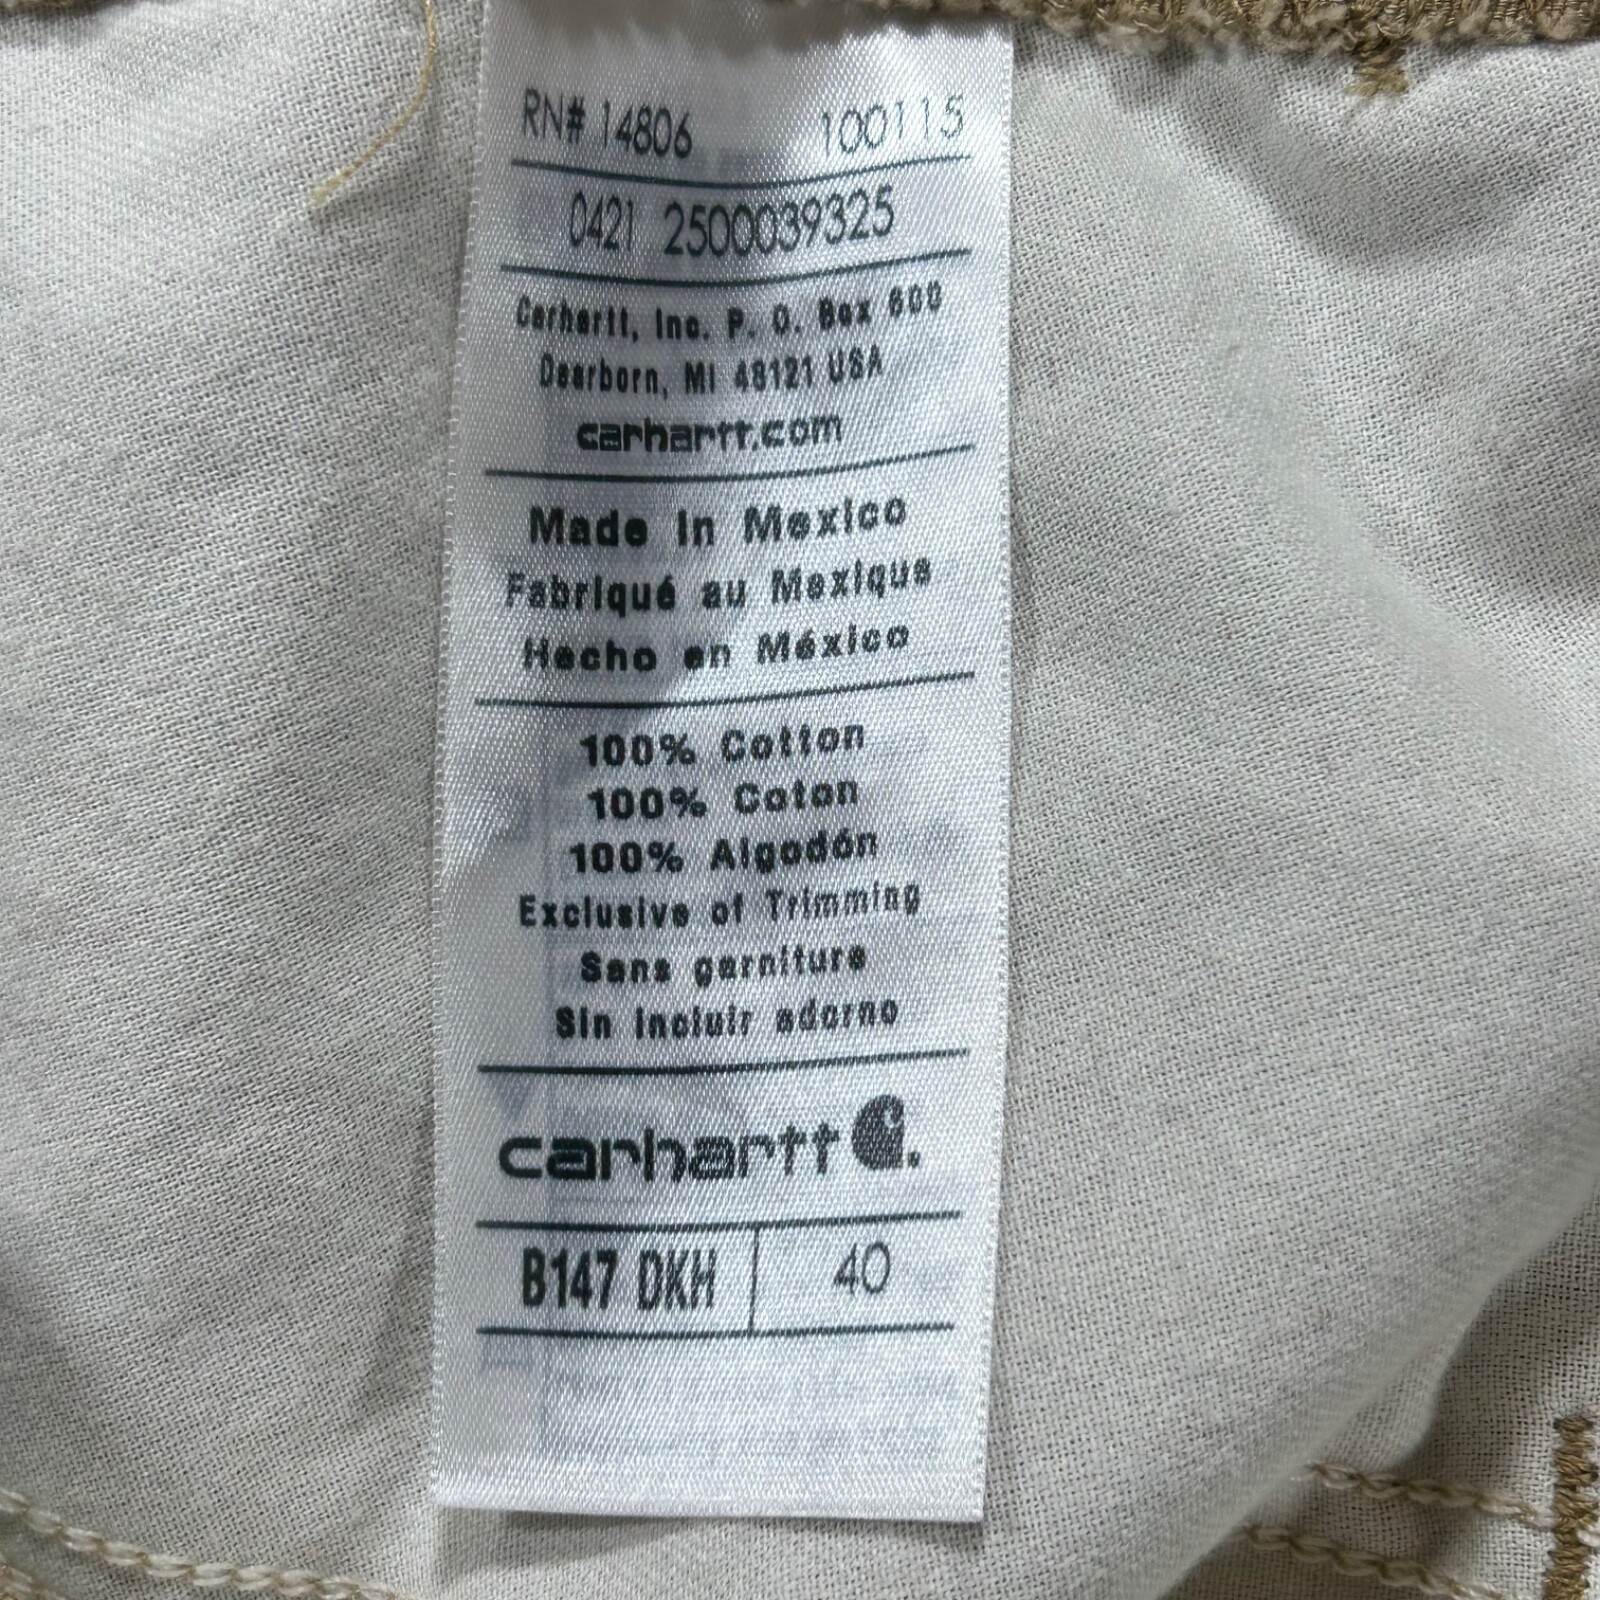 RN# 14806 100115
0421 2500039325
Carhartt, Inc. P. O. Box 600
Dearborn, MI 48121 USA
carhartt.com
Made In Mexico
Fabriqué au Mexique
Hecho en México
100% Cotton
100% Coton
100% Algodón
Exclusive of Trimming
Sans garniture
Sin incluir adorno
carhartt
B147 DKH 40